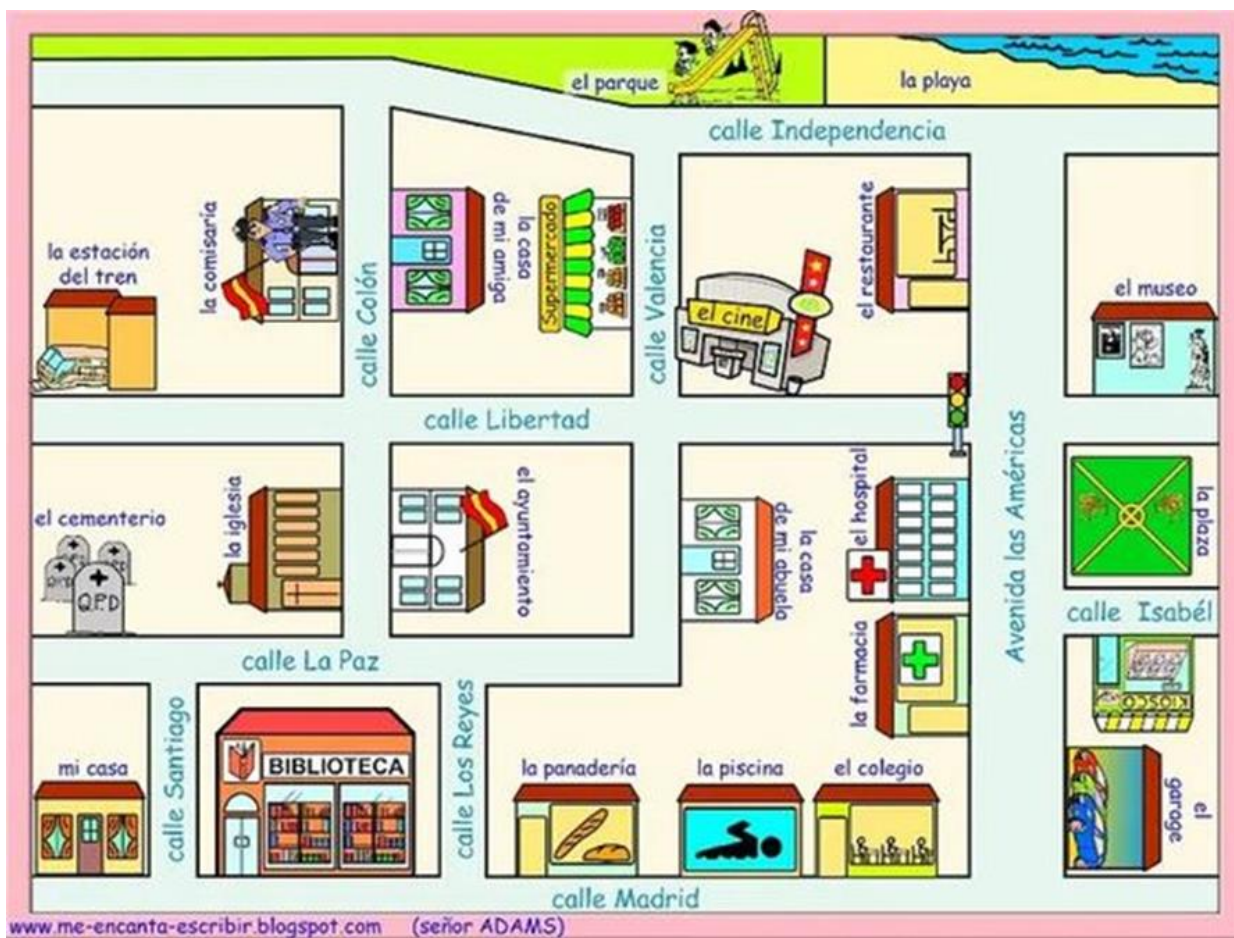 el parque
la playa
calle Independencia
la estación
del tren
la comisaría
calle Colón
la casa
de mi amiga
Supermercado
calle Valencia
el cine
el restaurante
el museo
calle Libertad
Avenida las Américas
el cementerio
Q.P.D
la iglesia
el ayuntamiento
la casa
de mi abuela
el hospital
la plaza
calle Isabél
calle La Paz
la farmacia
KIOSCO
mi casa
calle Santiago
BIBLIOTECA
calle Los Reyes
la panadería
la piscina
el colegio
el
garage
calle Madrid
www.me-encanta-escribir.blogspot.com (señor ADAMS)